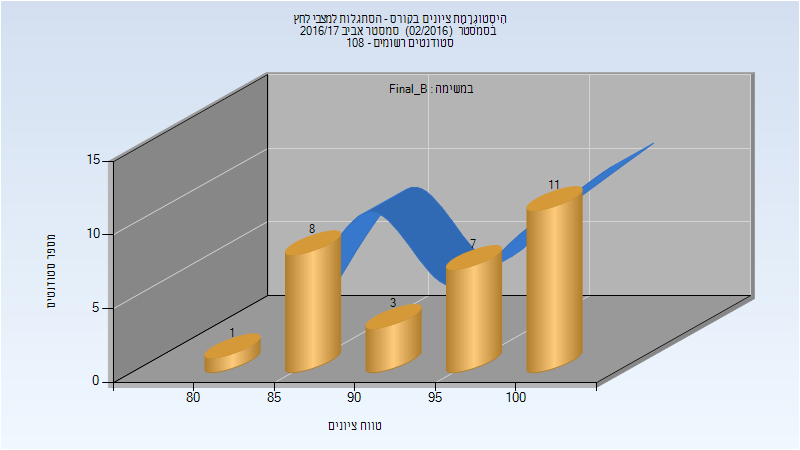 היסטוגרמת ציונים בקורס - הסתגלות למצבי לחץ
בסמסטר (02/2016) סמסטר אביב 2016/17
סטודנטים רשומים - 108
במשימה : Final_B
מספר סטודנטים
15
10
5
0
1
8
3
7
11
80
85
90
95
100
טווח ציונים